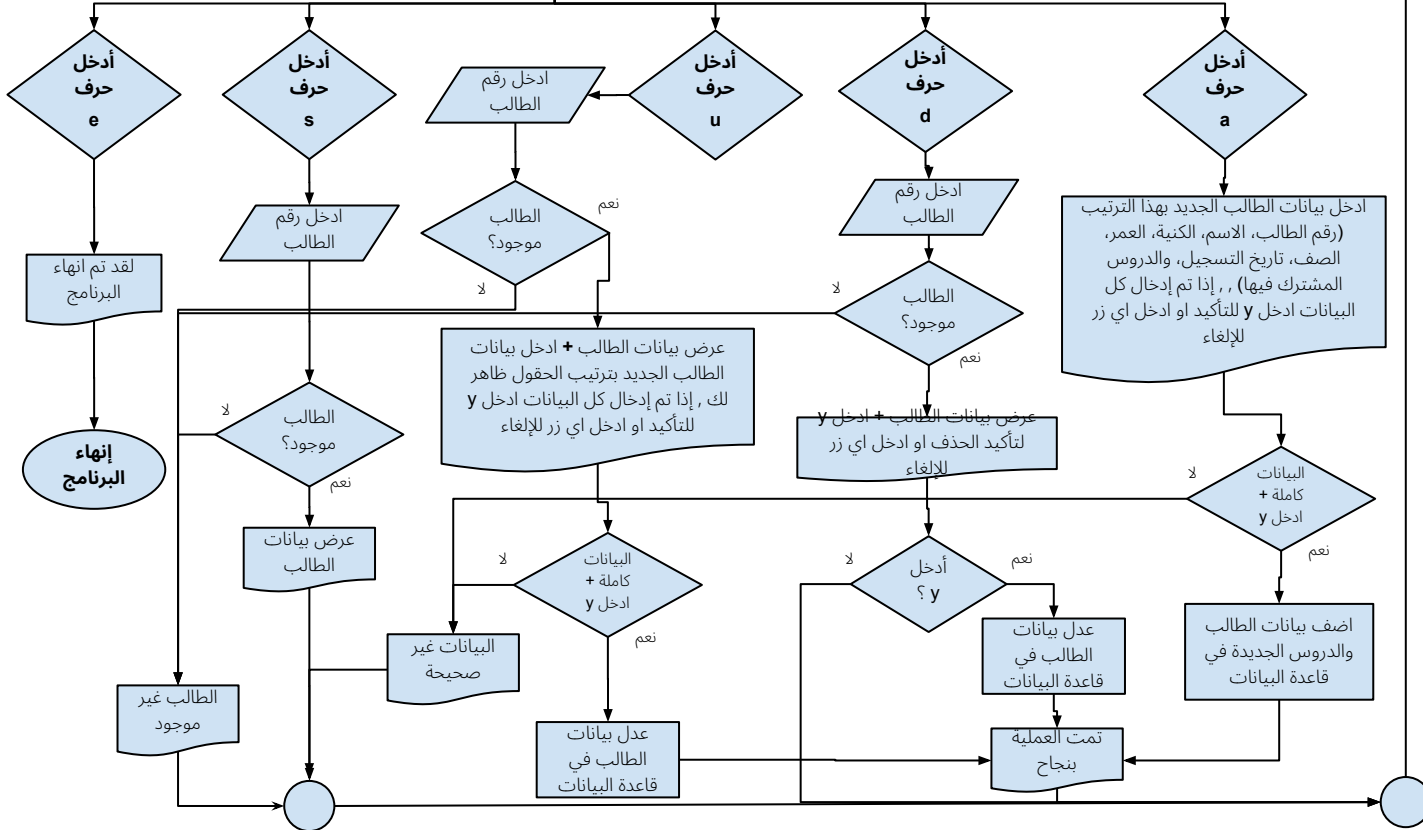 أدخل
حرف
a
أدخل
حرف
d
أدخل
حرف
u
ادخل رقم
الطالب
أدخل
حرف
s
أدخل
حرف
e
ادخل بيانات الطالب الجديد بهذا الترتيب
(رقم الطالب، الاسم، الكنية، العمر،
الصف، تاريخ التسجيل، والدروس
المشترك فيها) , , إذا تم إدخال كل
البيانات ادخل y للتأكيد او ادخل اي زر
للإلغاء
ادخل رقم
الطالب
الطالب
موجود؟
نعم
لا
ادخل رقم
الطالب
لقد تم انهاء
البرنامج
الطالب
موجود؟
لا
نعم
عرض بيانات الطالب + ادخل بيانات
الطالب الجديد بترتيب الحقول ظاهر
لك , إذا تم إدخال كل البيانات ادخل y
للتأكيد او ادخل اي زر للإلغاء
الطالب
موجود؟
لا
نعم
إنهاء
البرنامج
عرض بيانات الطالب + ادخل y
لتأكيد الحذف او ادخل اي زر
للإلغاء
البيانات
كاملة +
ادخل y
لا
نعم
عرض بيانات
الطالب
البيانات
كاملة +
ادخل y
لا
نعم
أدخل
y ؟
لا
نعم
اضف بيانات الطالب
والدروس الجديدة في
قاعدة البيانات
عدل بيانات
الطالب في
قاعدة البيانات
البيانات غير
صحيحة
الطالب غير
موجود
عدل بيانات
الطالب في
قاعدة البيانات
تمت العملية
بنجاح